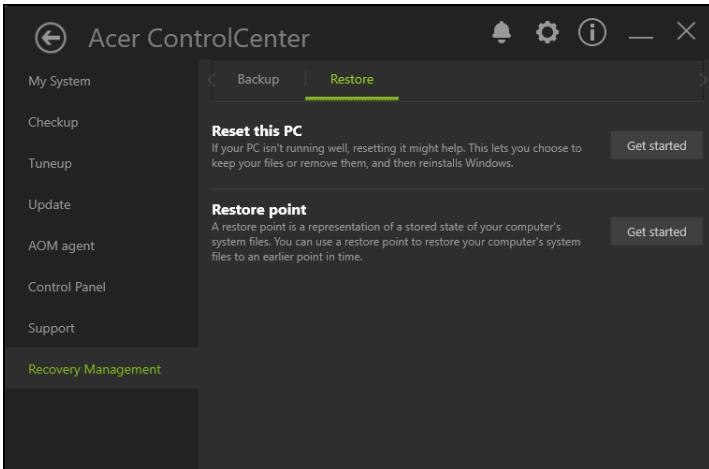 Acer ControlCenter
My System
Checkup
Tuneup
Update
AOM agent
Control Panel
Support
Recovery Management
Backup
Restore
Reset this PC
If your PC isn't running well, resetting it might help. This lets you choose to
keep your files or remove them, and then reinstalls Windows.
Get started
Restore point
A restore point is a representation of a stored state of your computer's
system files. You can use a restore point to restore your computer's system
files to an earlier point in time.
Get started